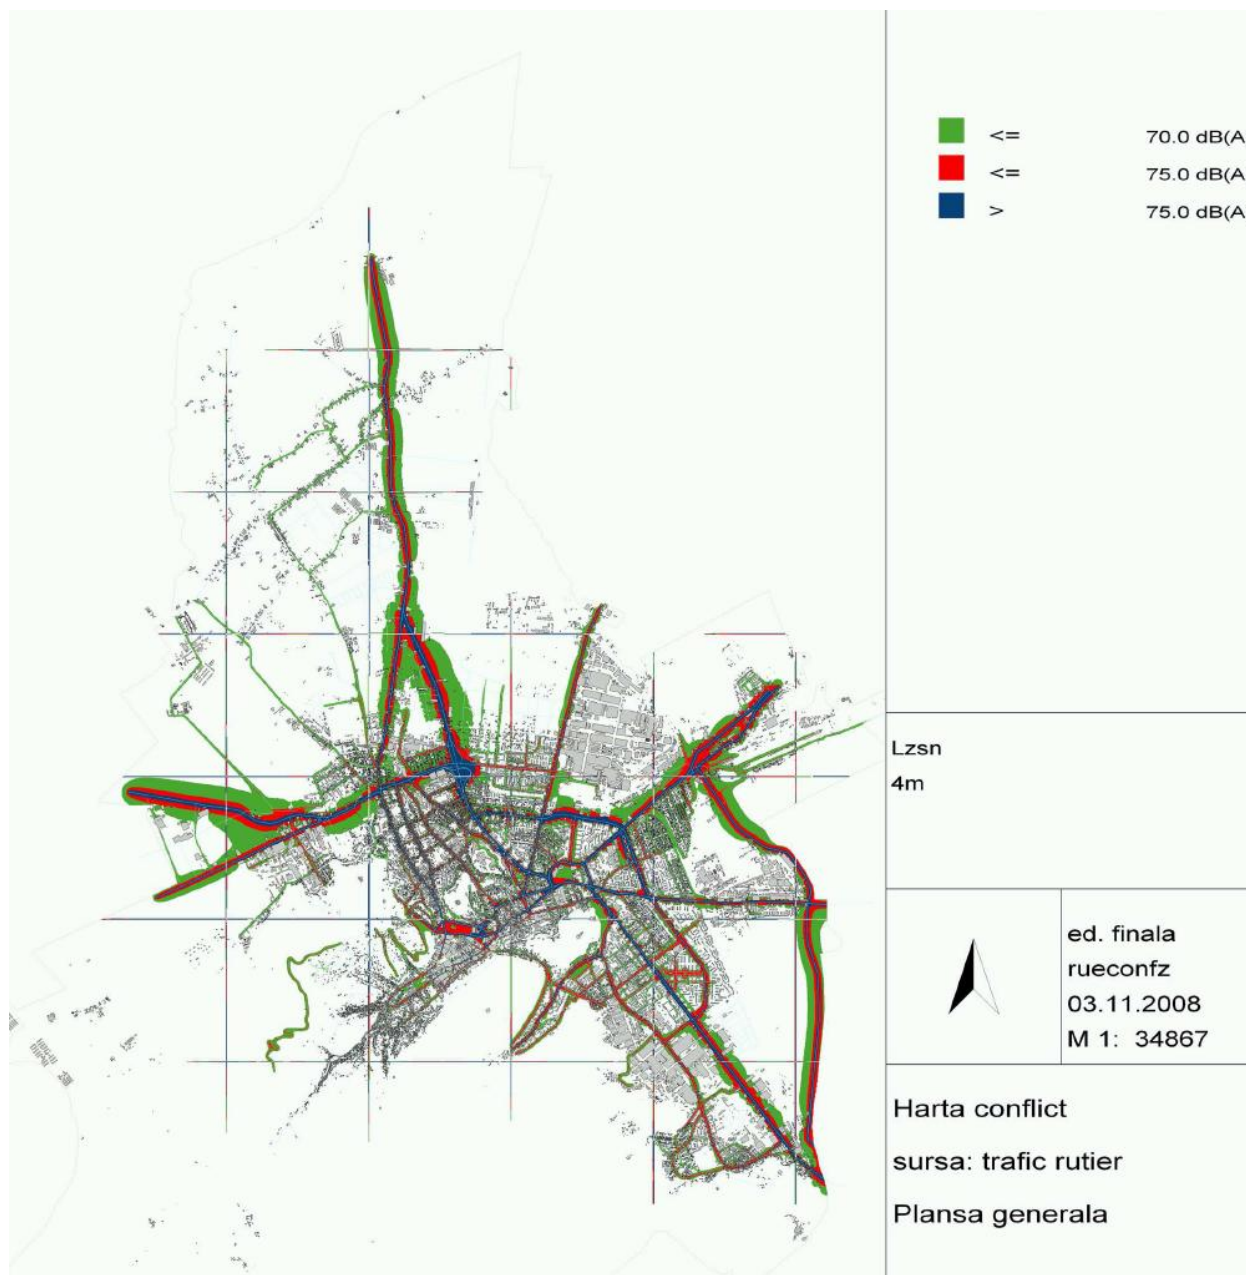 <= 70.0 dB(A
<= 75.0 dB(A
> 75.0 dB(A
Lzsn
4m
ed. finala
rueconfz
03.11.2008
M 1: 34867
Harta conflict
sursa: trafic rutier
Plansa generala